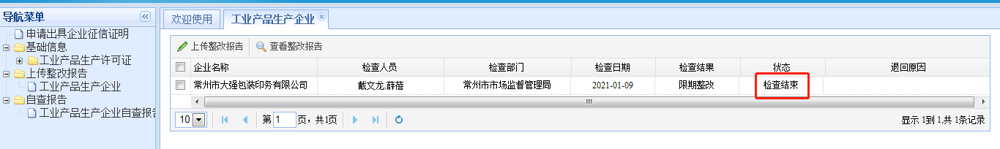 导航菜单
申请出具企业征信证明
基础信息
工业产品生产许可证
上传整改报告
工业产品生产企业
自查报告
工业产品生产企业自查报告
欢迎使用
工业产品生产企业
上传整改报告
查看整改报告
企业名称 检查人员 检查部门 检查日期 检查结果 状态 退回原因
常州市大强包装印务有限公司 戴文龙,薛蓓 常州市市场监督管理局 2021-01-09 限期整改 检查结束
10 第 1 页，共1页 显示 1到 1,共 1条记录